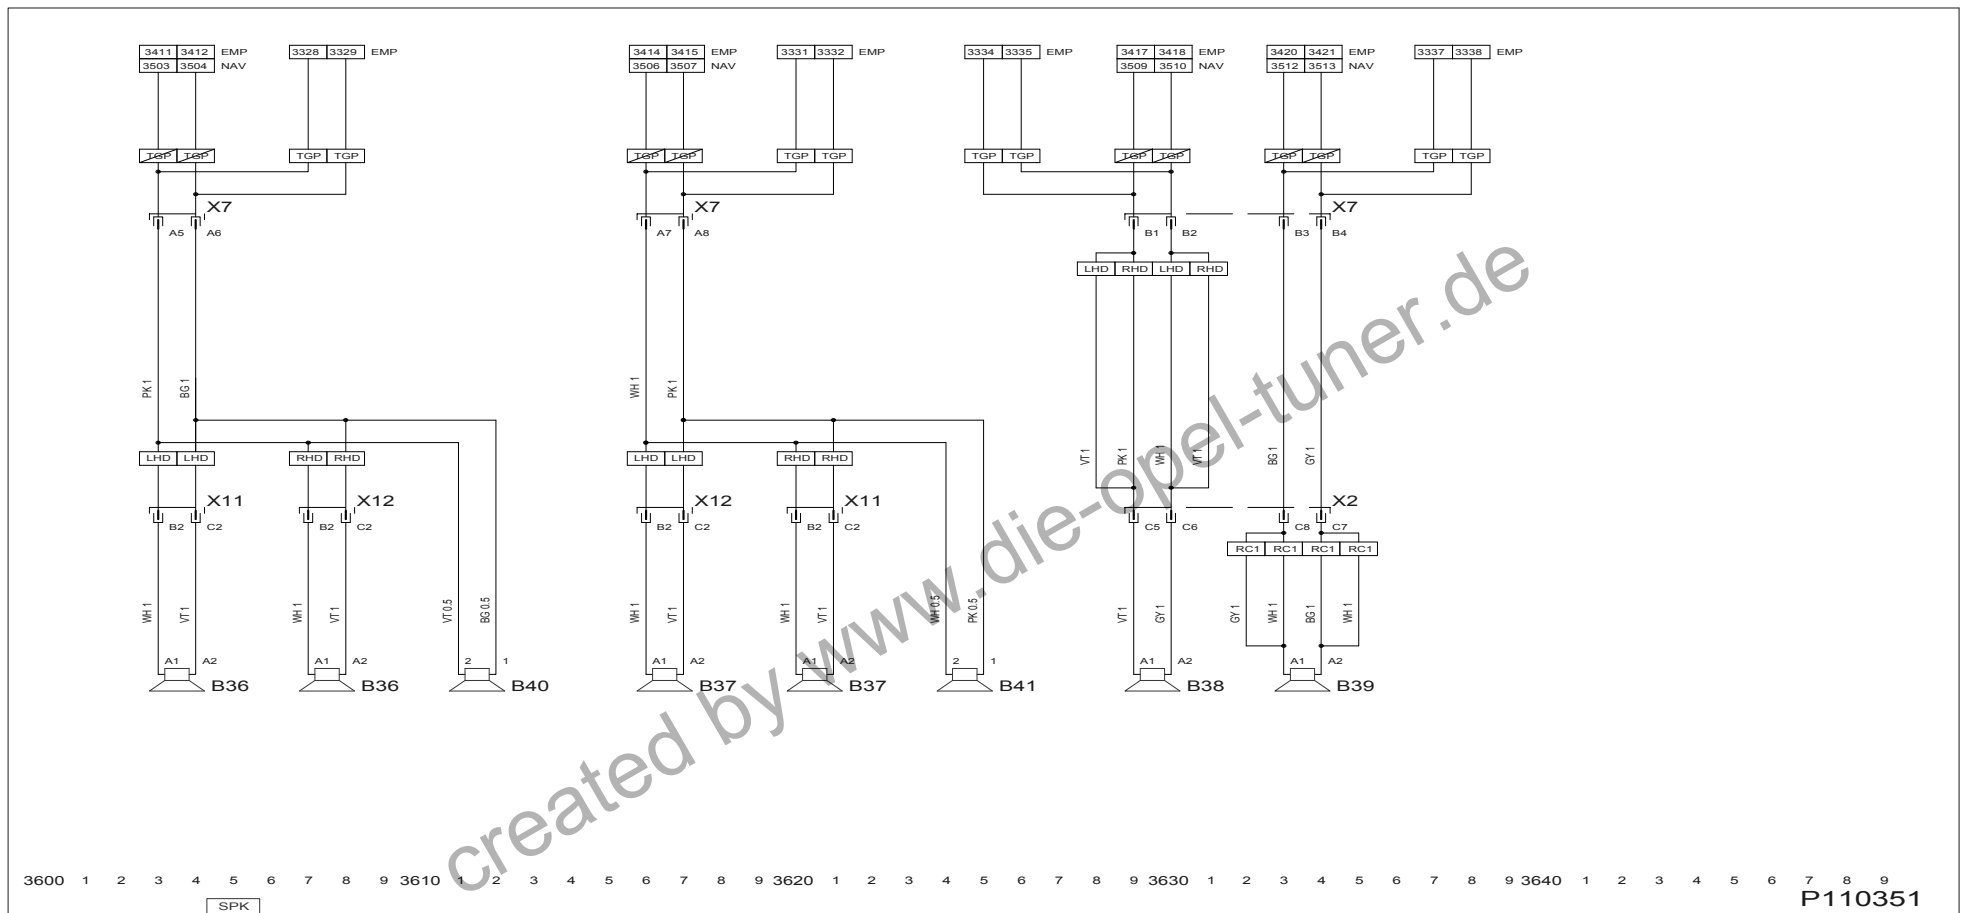 3411 3412 EMP 3328 3329 EMP 3414 3415 EMP 3331 3332 EMP 3334 3335 3417 3418 EMP 3420 3421 EMP 3337 3338 EMP
3503 3504 NAV 3506 3507 NAV 3509 3510 NAV 3512 3513 NAV
TGP TGP TGP TGP TGP TGP TGP TGP TGP TGP TGP TGP TGP TGP TGP TGP
X7 X7 X7
A5 A6 A7 A8 B1 B2 B3 B4
LHD RHD LHD RHD
PK 1 BG 1 WH 1 PK 1
VT 1 PK 1 WH 1 VT 1 BG 1 GY 1
LHD LHD RHD RHD LHD LHD RHD RHD
X11 X12 X12 X11 X2
B2 C2 B2 C2 B2 C2 B2 C2 C5 C6 C8 C7
RC1 RC1 RC1 RC1
WH 1 VT 1 WH 1 VT 1 VT 0.5 BG 0.5 WH 1 VT 1 WH 1 VT 1 WH 0.5 PK 0.5 VT 1 GY 1 GY 1 WH 1 BG 1 WH 1
A1 A2 A1 A2 2 1 A1 A2 A1 A2 2 1 A1 A2 A1 A2
B36 B36 B40 B37 B37 B41 B38 B39
created by www.die-opel-tuner.de
3600 1 2 3 4 5 6 7 8 9 3610 1 2 3 4 5 6 7 8 9 3620 1 2 3 4 5 6 7 8 9 3630 1 2 3 4 5 6 7 8 9 3640 1 2 3 4 5 6 7 8 9
SPK
P110351